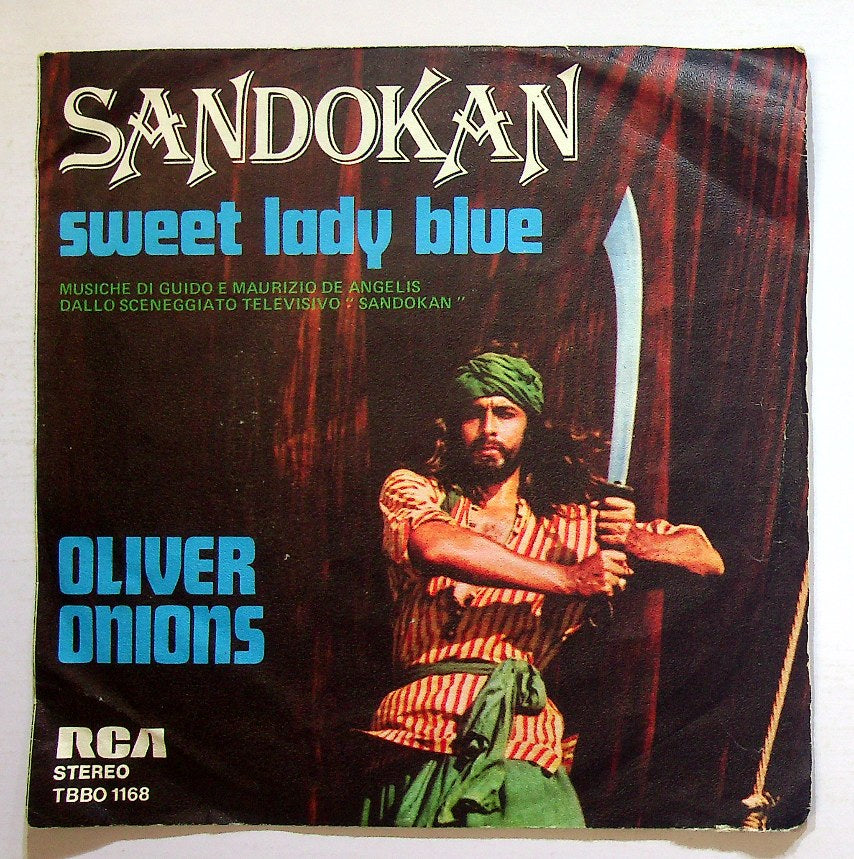 SANDOKAN
sweet lady blue
MUSICHE DI GUIDO E MAURIZIO DE ANGELIS
DALLO SCENEGGIATO TELEVISIVO " SANDOKAN "
OLIVER
ONIONS
RCA
STEREO
TBBO 1168